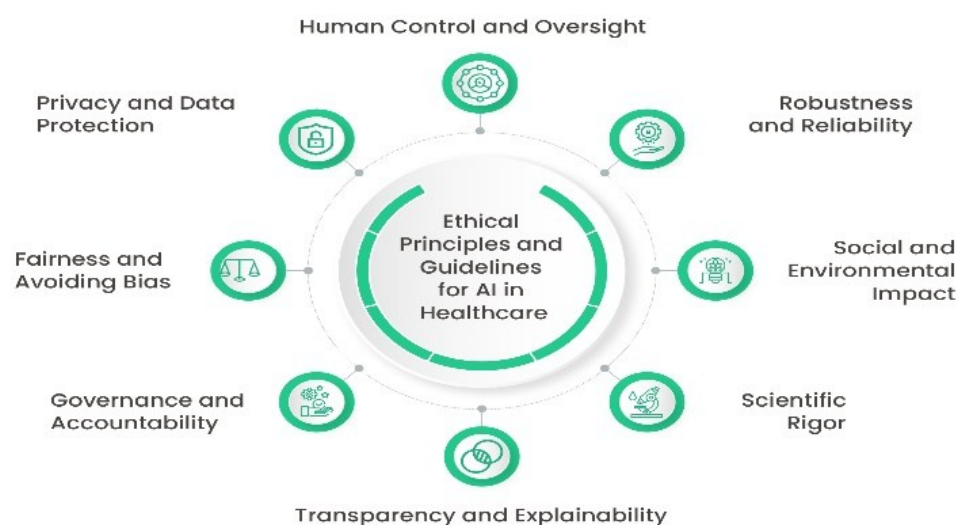 Human Control and Oversight
Privacy and Data
Protection
Robustness
and Reliability
Ethical
Principles and
Guidelines
for AI in
Healthcare
Fairness and
Avoiding Bias
Social and
Environmental
Impact
Governance and
Accountability
Scientific
Rigor
Transparency and Explainability